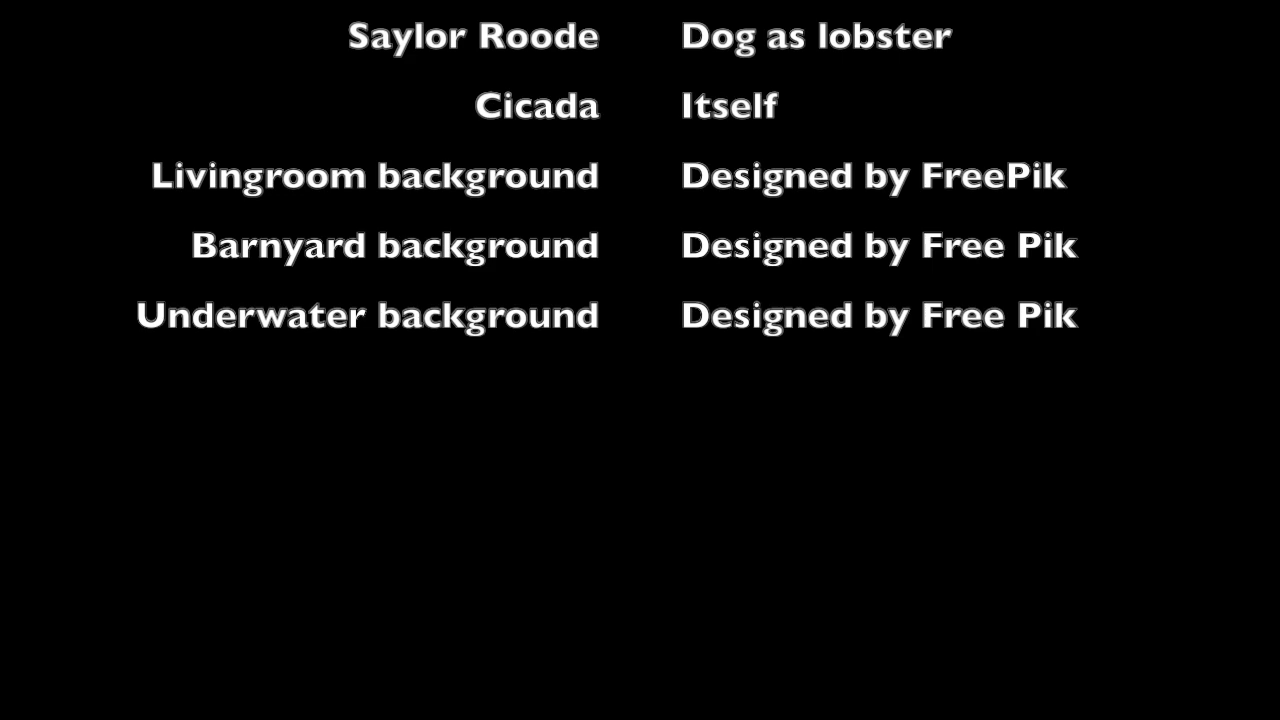 Saylor Roode Dog as lobster
Cicada Itself
Livingroom background Designed by FreePik
Barnyard background Designed by Free Pik
Underwater background Designed by Free Pik